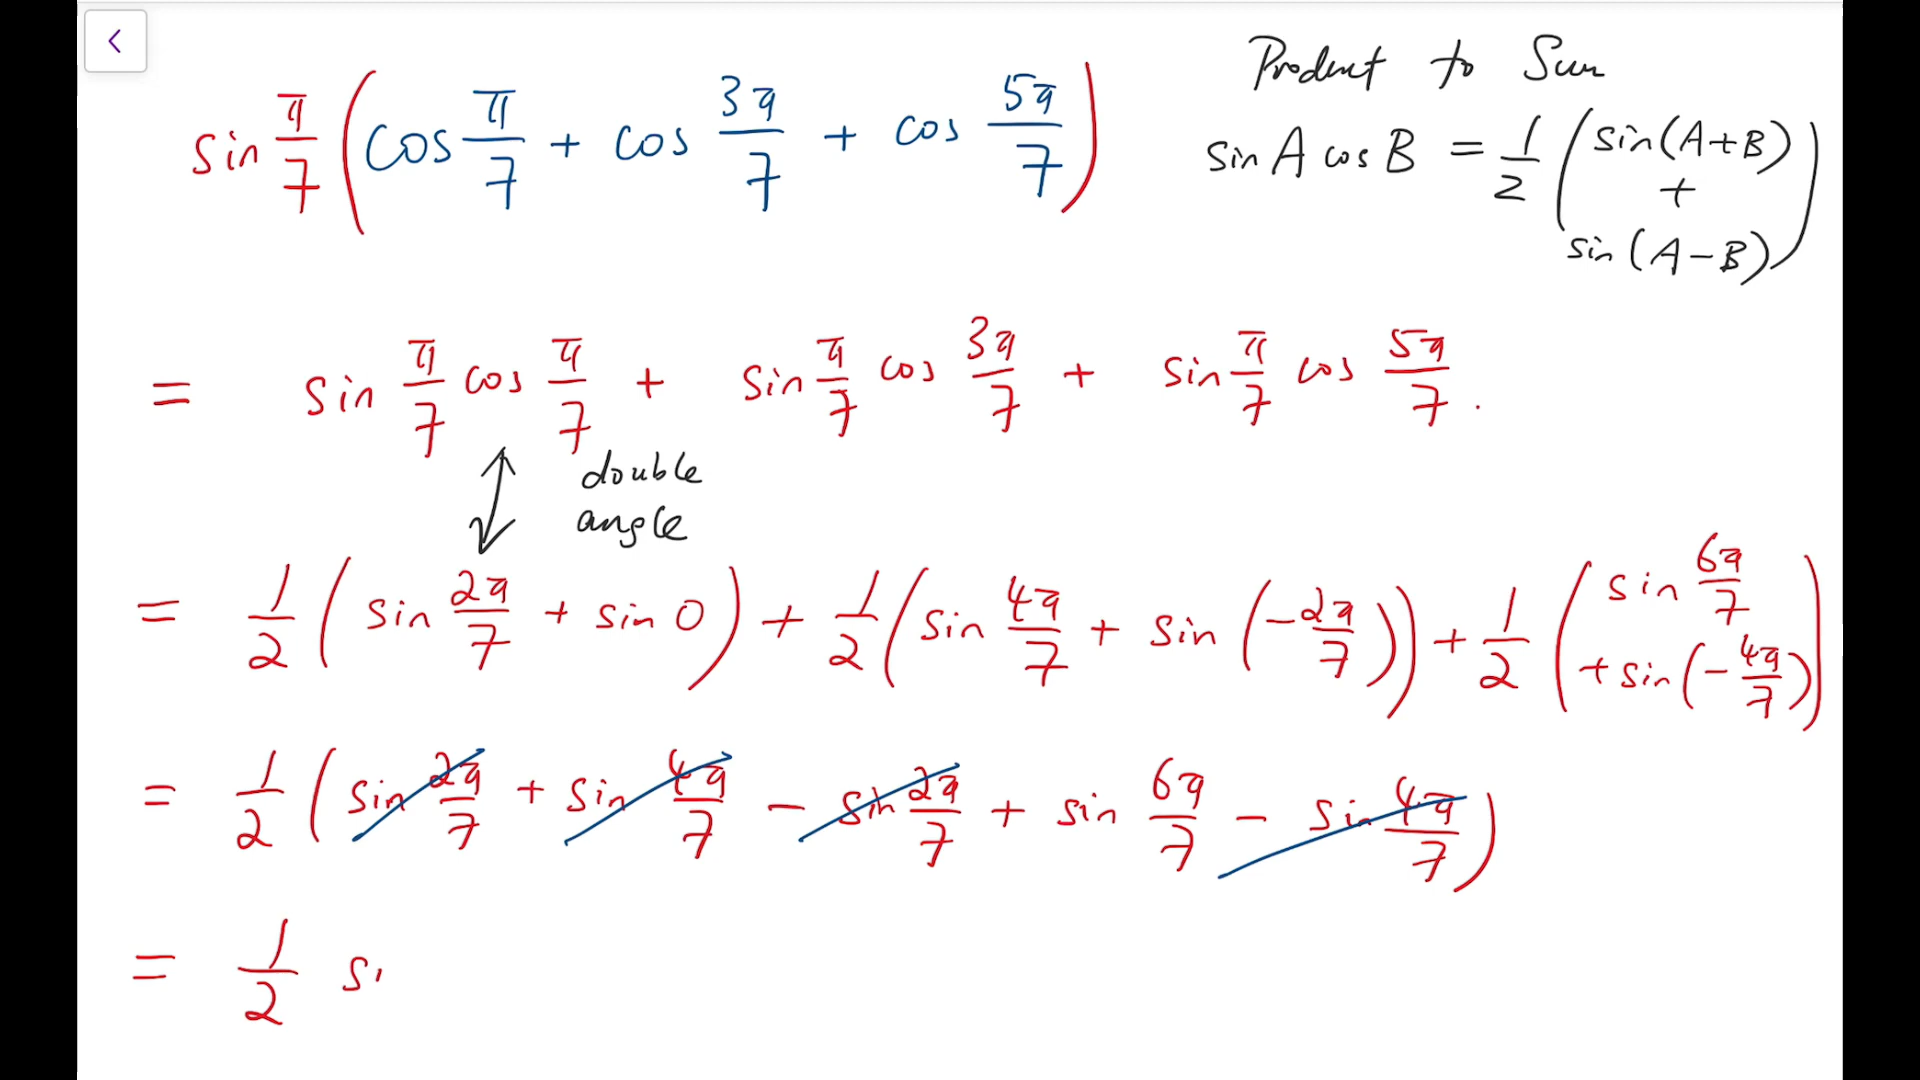 Product to Sum
sin π/7 (cos π/7 + cos 3π/7 + cos 5π/7)
sin A cos B = 1/2 (sin(A+B) + sin(A-B))
= sin π/7 cos π/7 + sin π/7 cos 3π/7 + sin π/7 cos 5π/7.
double
angle
= 1/2 (sin 2π/7 + sin 0) + 1/2 (sin 4π/7 + sin (-2π/7)) + 1/2 (sin 6π/7 + sin (-4π/7))
= 1/2 (sin 2π/7 + sin 4π/7 - sin 2π/7 + sin 6π/7 - sin 4π/7)
= 1/2 si